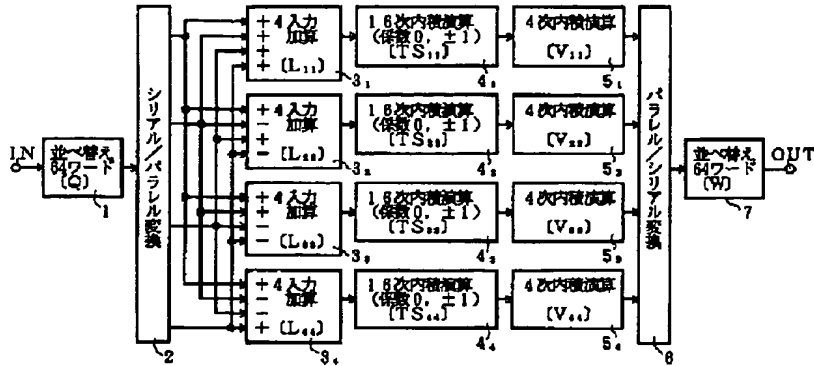 IN
並べ替え
64ワード
〔Q〕
1
シリアル/パラレル変換
2
+ 4入力
+ 加算
+
+ 〔L₁₁〕
3₁
16次内積演算
(係数0, ±1)
〔TS₁₁〕
4₁
4次内積演算
〔V₁₁〕
5₁
+ 4入力
+ 加算
+
− 〔L₂₂〕
3₂
16次内積演算
(係数0, ±1)
〔TS₂₂〕
4₂
4次内積演算
〔V₂₂〕
5₂
+ 4入力
+ 加算
−
− 〔L₃₃〕
3₃
16次内積演算
(係数0, ±1)
〔TS₃₃〕
4₃
4次内積演算
〔V₃₃〕
5₃
+ 4入力
− 加算
−
+ 〔L₄₄〕
3₄
16次内積演算
(係数0, ±1)
〔TS₄₄〕
4₄
4次内積演算
〔V₄₄〕
5₄
パラレル/シリアル変換
6
並べ替え
64ワード
〔W〕
7
OUT